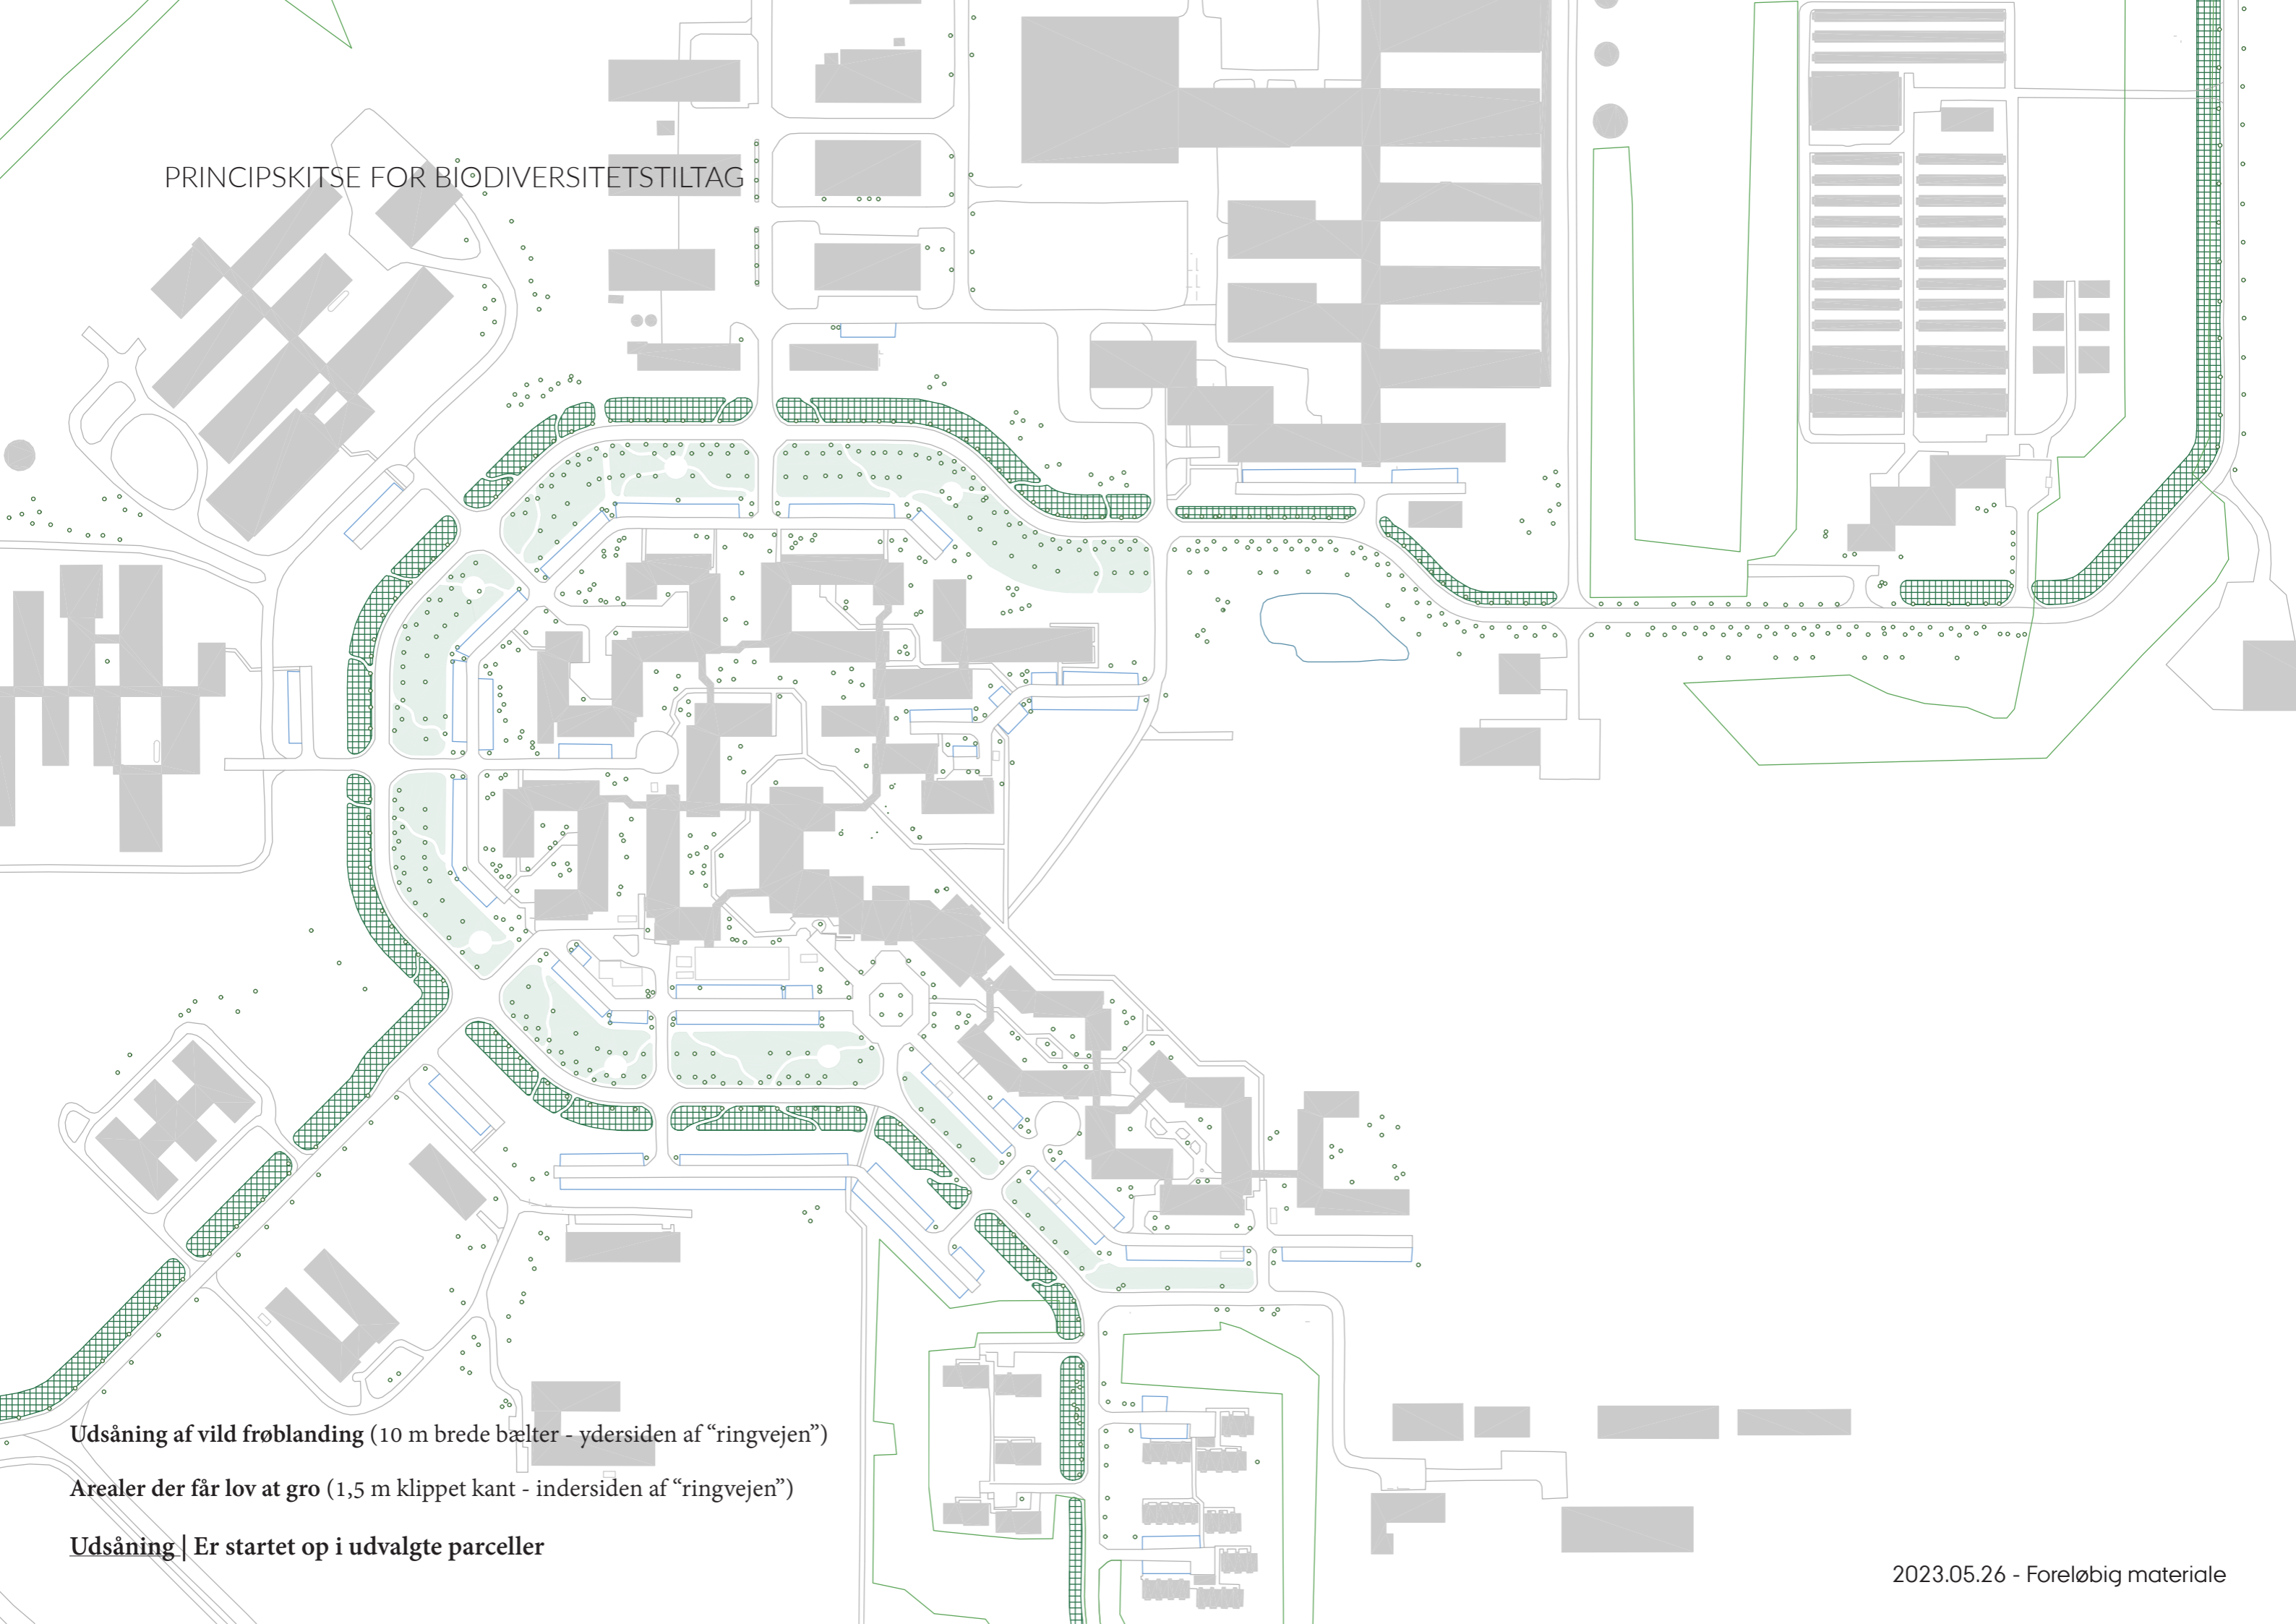 PRINCIPSKITSE FOR BIODIVERSITETSTILTAG
Udsåning af vild frøblanding (10 m brede bælter - ydersiden af “ringvejen”)
Arealer der får lov at gro (1,5 m klippet kant - indersiden af “ringvejen”)
Udsåning | Er startet op i udvalgte parceller
2023.05.26 - Foreløbig materiale